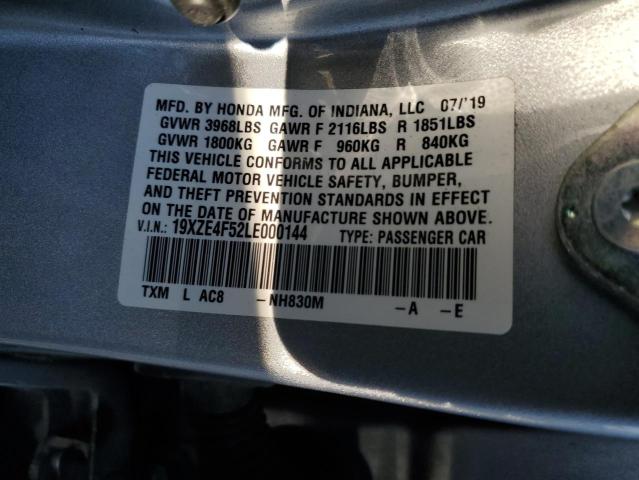 MFD. BY HONDA MFG. OF INDIANA, LLC 07/'19
GVWR 3968LBS GAWR F 2116LBS R 1851LBS
GVWR 1800KG GAWR F 960KG R 840KG
THIS VEHICLE CONFORMS TO ALL APPLICABLE
FEDERAL MOTOR VEHICLE SAFETY, BUMPER,
AND THEFT PREVENTION STANDARDS IN EFFECT
ON THE DATE OF MANUFACTURE SHOWN ABOVE.
V.I.N.: 19XZE4F52LE000144 TYPE: PASSENGER CAR
TXM L AC8 -NH830M -A -E